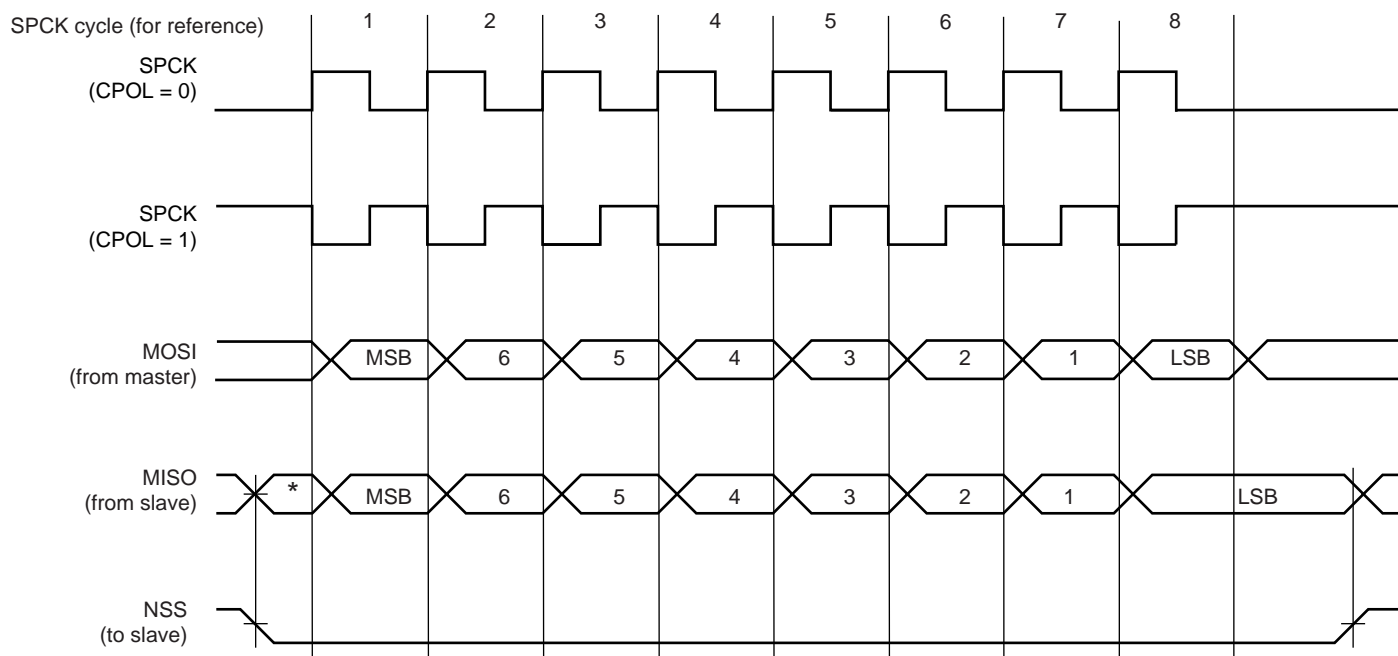 SPCK cycle (for reference) 1 2 3 4 5 6 7 8
SPCK
(CPOL = 0)
SPCK
(CPOL = 1)
MOSI
(from master)
MSB 6 5 4 3 2 1 LSB
MISO
(from slave)
* MSB 6 5 4 3 2 1 LSB
NSS
(to slave)